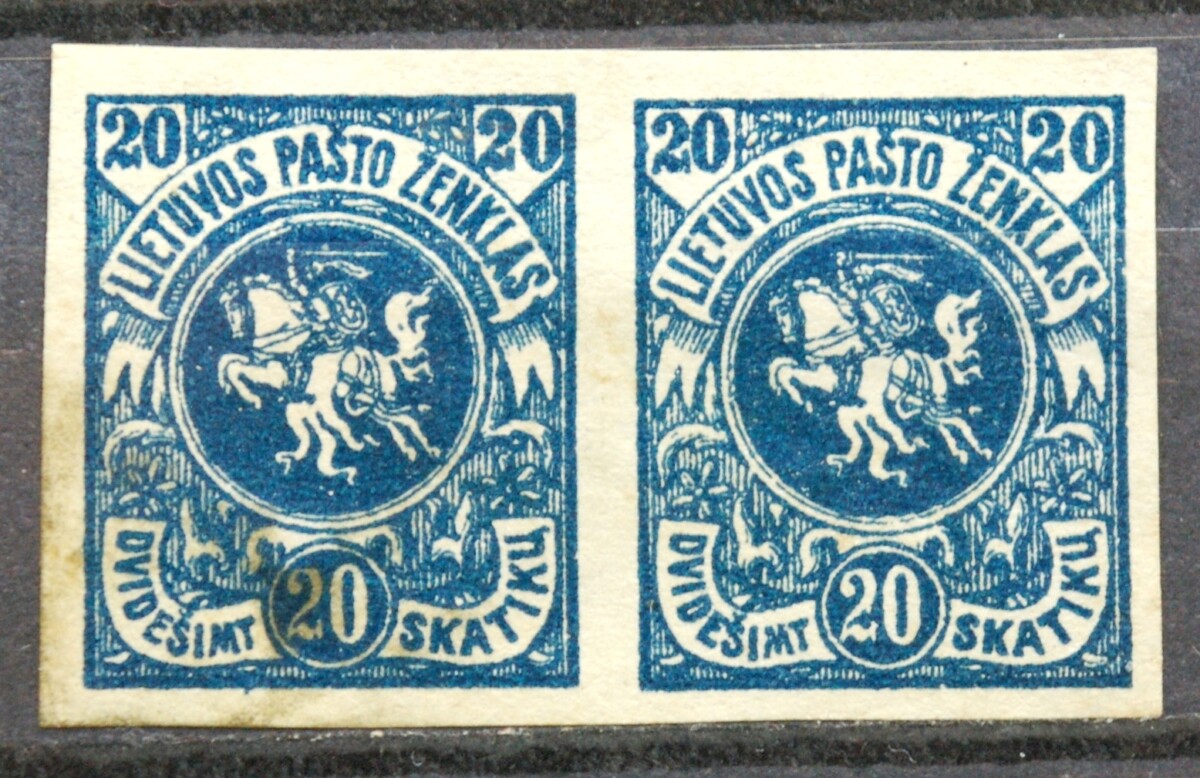 20 20
LIETUVOS PAŠTO ŽENKLAS
DVIDEŠIMT 20 SKATIKŲ
20 20
LIETUVOS PAŠTO ŽENKLAS
DVIDEŠIMT 20 SKATIKŲ